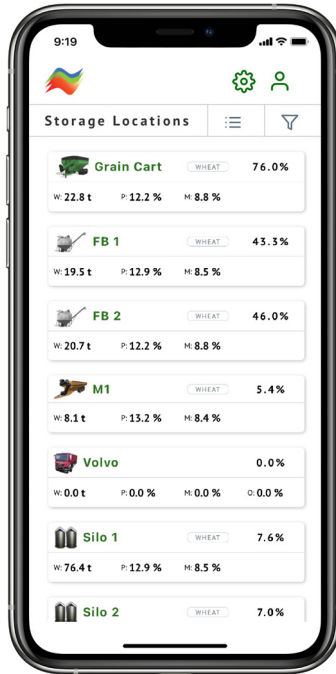 9:19
Storage Locations
Grain Cart WHEAT 76.0%
W: 22.8 t P: 12.2 % M: 8.8 %
FB 1 WHEAT 43.3%
W: 19.5 t P: 12.9 % M: 8.5 %
FB 2 WHEAT 46.0%
W: 20.7 t P: 12.2 % M: 8.8 %
M1 WHEAT 5.4%
W: 8.1 t P: 13.2 % M: 8.4 %
Volvo 0.0%
W: 0.0 t P: 0.0 % M: 0.0 % O: 0.0 %
Silo 1 WHEAT 7.6%
W: 76.4 t P: 12.9 % M: 8.5 %
Silo 2 WHEAT 7.0%